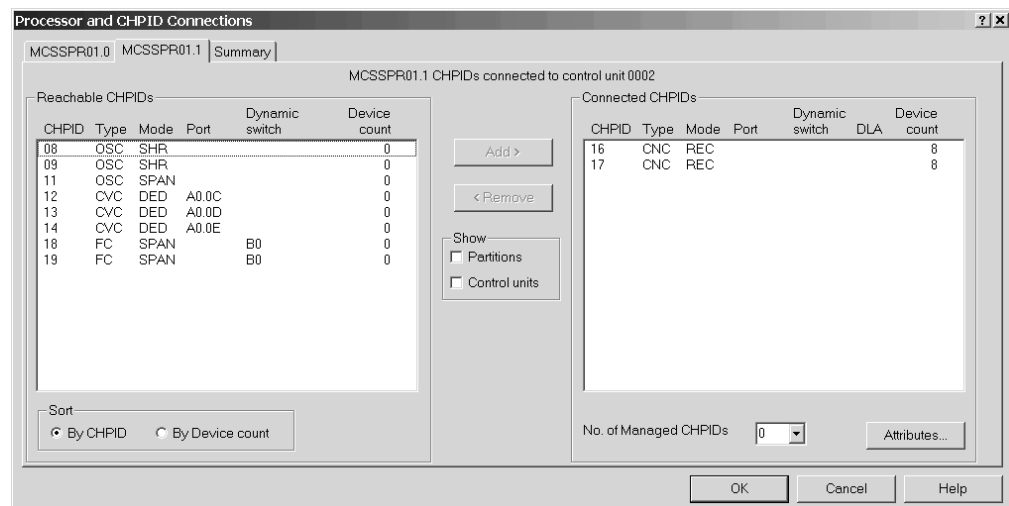 Processor and CHPID Connections
MCSSPR01.0 MCSSPR01.1 Summary
MCSSPR01.1 CHPIDs connected to control unit 0002
Reachable CHPIDs
Dynamic Device
CHPID Type Mode Port switch count
08 OSC SHR 0
09 OSC SHR 0
11 OSC SPAN 0
12 CVC DED A0.0C 0
13 CVC DED A0.0D 0
14 CVC DED A0.0E 0
18 FC SPAN B0 0
19 FC SPAN B0 0
Sort
By CHPID By Device count
Add >
< Remove
Show
Partitions
Control units
Connected CHPIDs
Dynamic Device
CHPID Type Mode Port switch DLA count
16 CNC REC 8
17 CNC REC 8
No. of Managed CHPIDs 0
Attributes...
OK Cancel Help